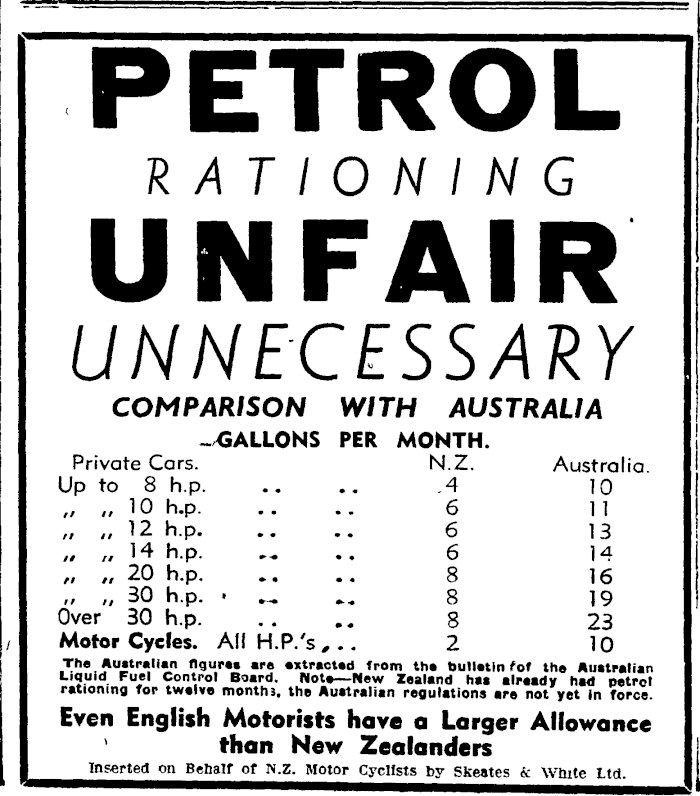 PETROL
RATIONING
UNFAIR
UNNECESSARY
COMPARISON WITH AUSTRALIA
GALLONS PER MONTH.
Private Cars. N.Z. Australia.
Up to 8 h.p. .. .. 4 10
„ „ 10 h.p. .. .. 6 11
„ „ 12 h.p. .. .. 6 13
„ „ 14 h.p. .. .. 6 14
„ „ 20 h.p. .. .. 8 16
„ „ 30 h.p. .. .. 8 19
Over 30 h.p. .. .. 8 23
Motor Cycles. All H.P.'s ... 2 10
The Australian figures are extracted from the bulletin of the Australian
Liquid Fuel Control Board. Note—New Zealand has already had petrol
rationing for twelve months, the Australian regulations are not yet in force.
Even English Motorists have a Larger Allowance
than New Zealanders
Inserted on Behalf of N.Z. Motor Cyclists by Skeates & White Ltd.